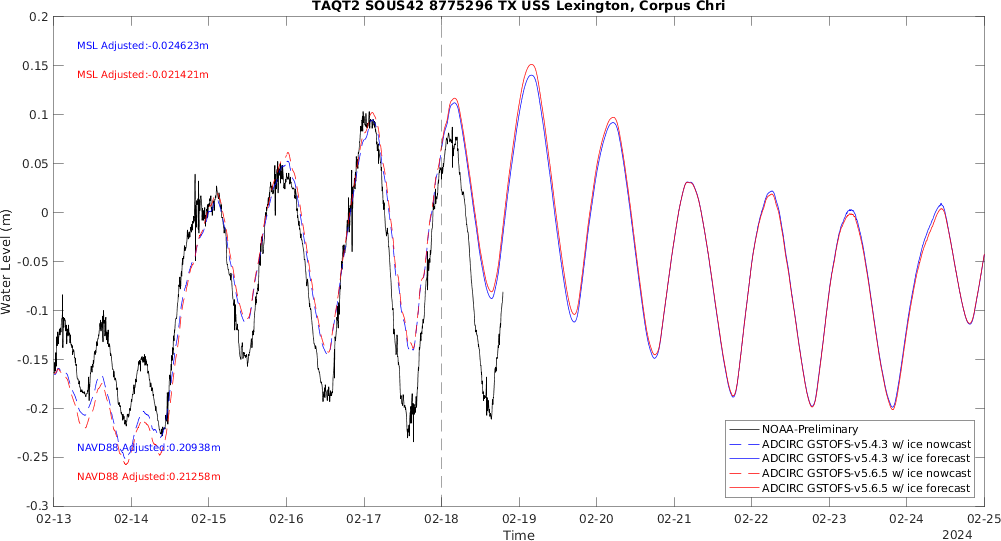 TAQT2 SOUS42 8775296 TX USS Lexington, Corpus Chri
0.2
0.15
0.1
0.05
0
-0.05
-0.1
-0.15
-0.2
-0.25
-0.3
Water Level (m)
MSL Adjusted:-0.024623m
MSL Adjusted:-0.021421m
NAVD88 Adjusted:0.20938m
NAVD88 Adjusted:0.21258m
NOAA-Preliminary
ADCIRC GSTOFS-v5.4.3 w/ ice nowcast
ADCIRC GSTOFS-v5.4.3 w/ ice forecast
ADCIRC GSTOFS-v5.6.5 w/ ice nowcast
ADCIRC GSTOFS-v5.6.5 w/ ice forecast
02-13 02-14 02-15 02-16 02-17 02-18 02-19 02-20 02-21 02-22 02-23 02-24 02-25
Time
2024